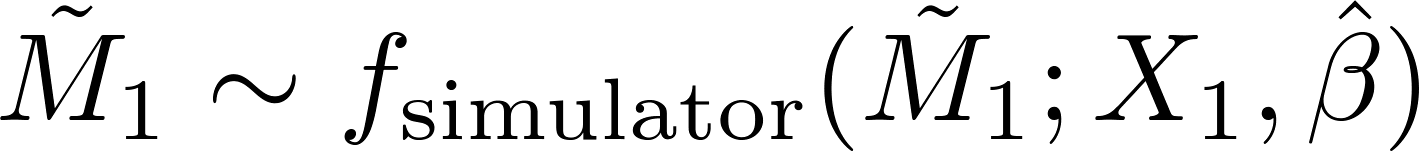 M̃₁ ∼ f_simulator(M̃₁; X₁, β̂)